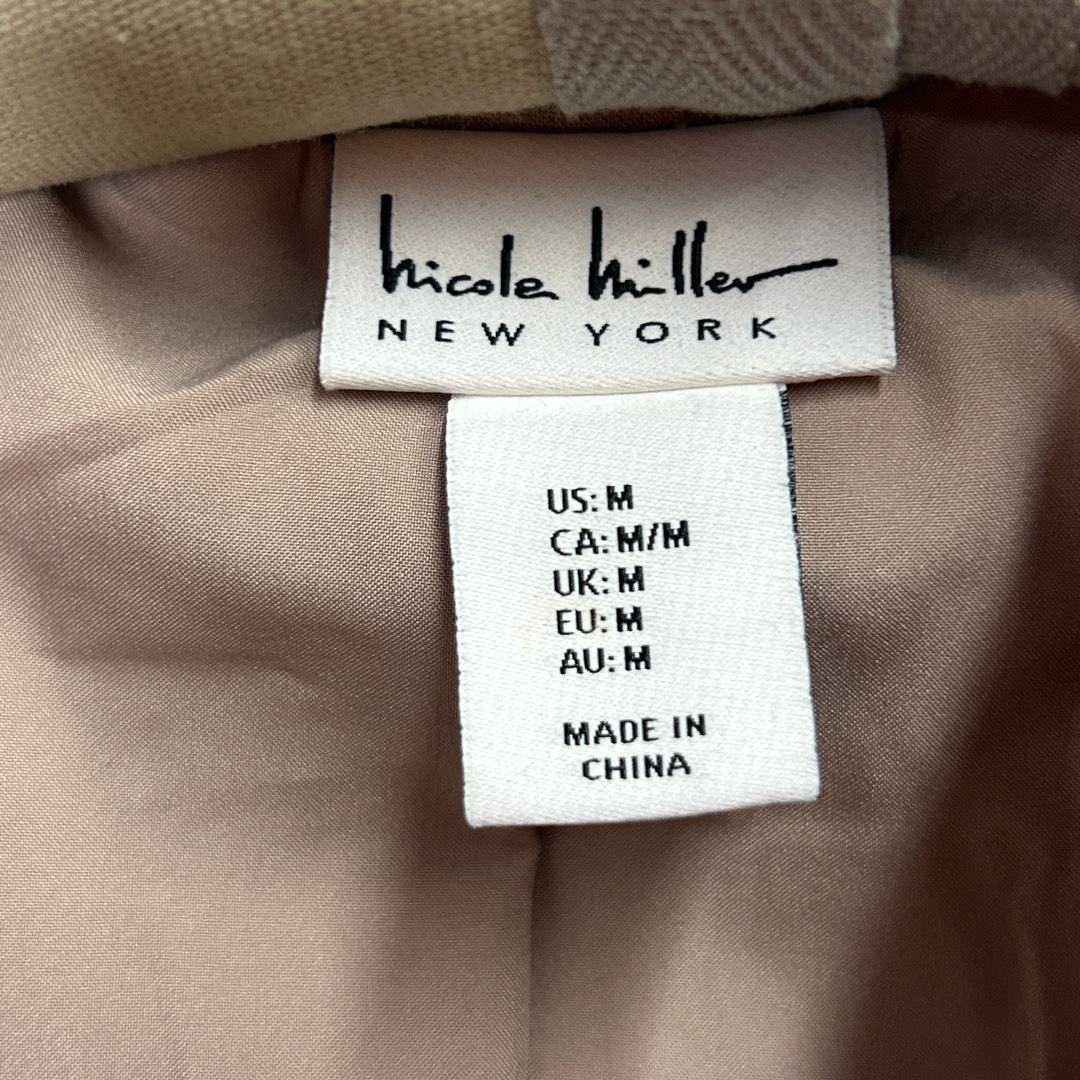 Nicole Miller
NEW YORK
US: M
CA: M/M
UK: M
EU: M
AU: M
MADE IN
CHINA